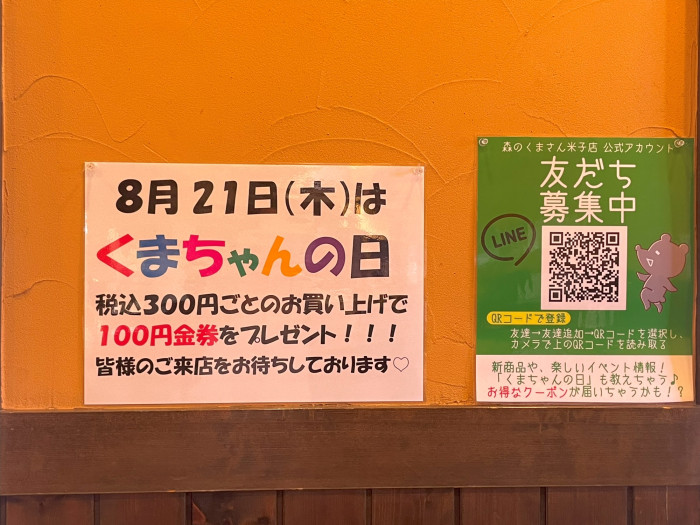 8月21日(木)は
くまちゃんの日
税込300円ごとのお買い上げで
100円金券をプレゼント!!!
皆様のご来店をお待ちしております♡
森のくまさん米子店 公式アカウント
友だち
募集中
LINE
QRコードで登録
友達→友達追加→QRコードを選択し、
カメラで上のQRコードを読み取る
新商品や、楽しいイベント情報!
「くまちゃんの日」も教えちゃう♪
お得なクーポンが届いちゃうかも!?